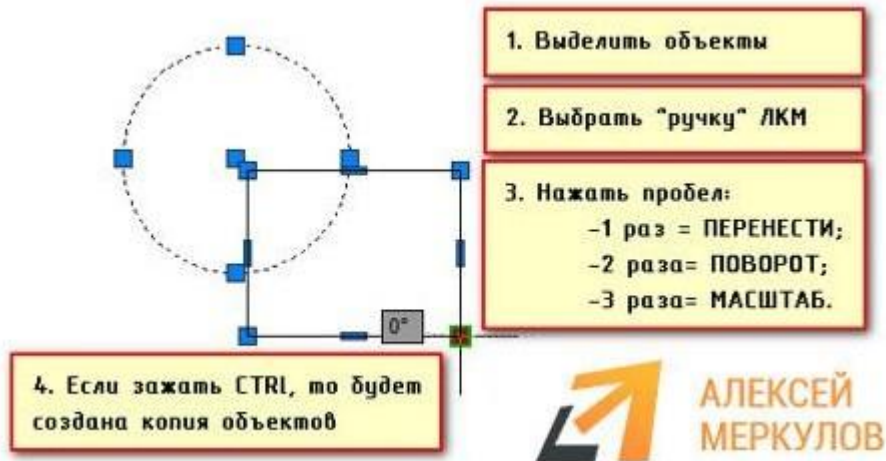 1. Выделить объекты
2. Выбрать "ручку" ЛКМ
3. Нажать пробел:
-1 раз = ПЕРЕНЕСТИ;
-2 раза= ПОВОРОТ;
-3 раза= МАСШТАБ.
0°
4. Если зажать CTRL, то будет
создана копия объектов
АЛЕКСЕЙ
МЕРКУЛОВ